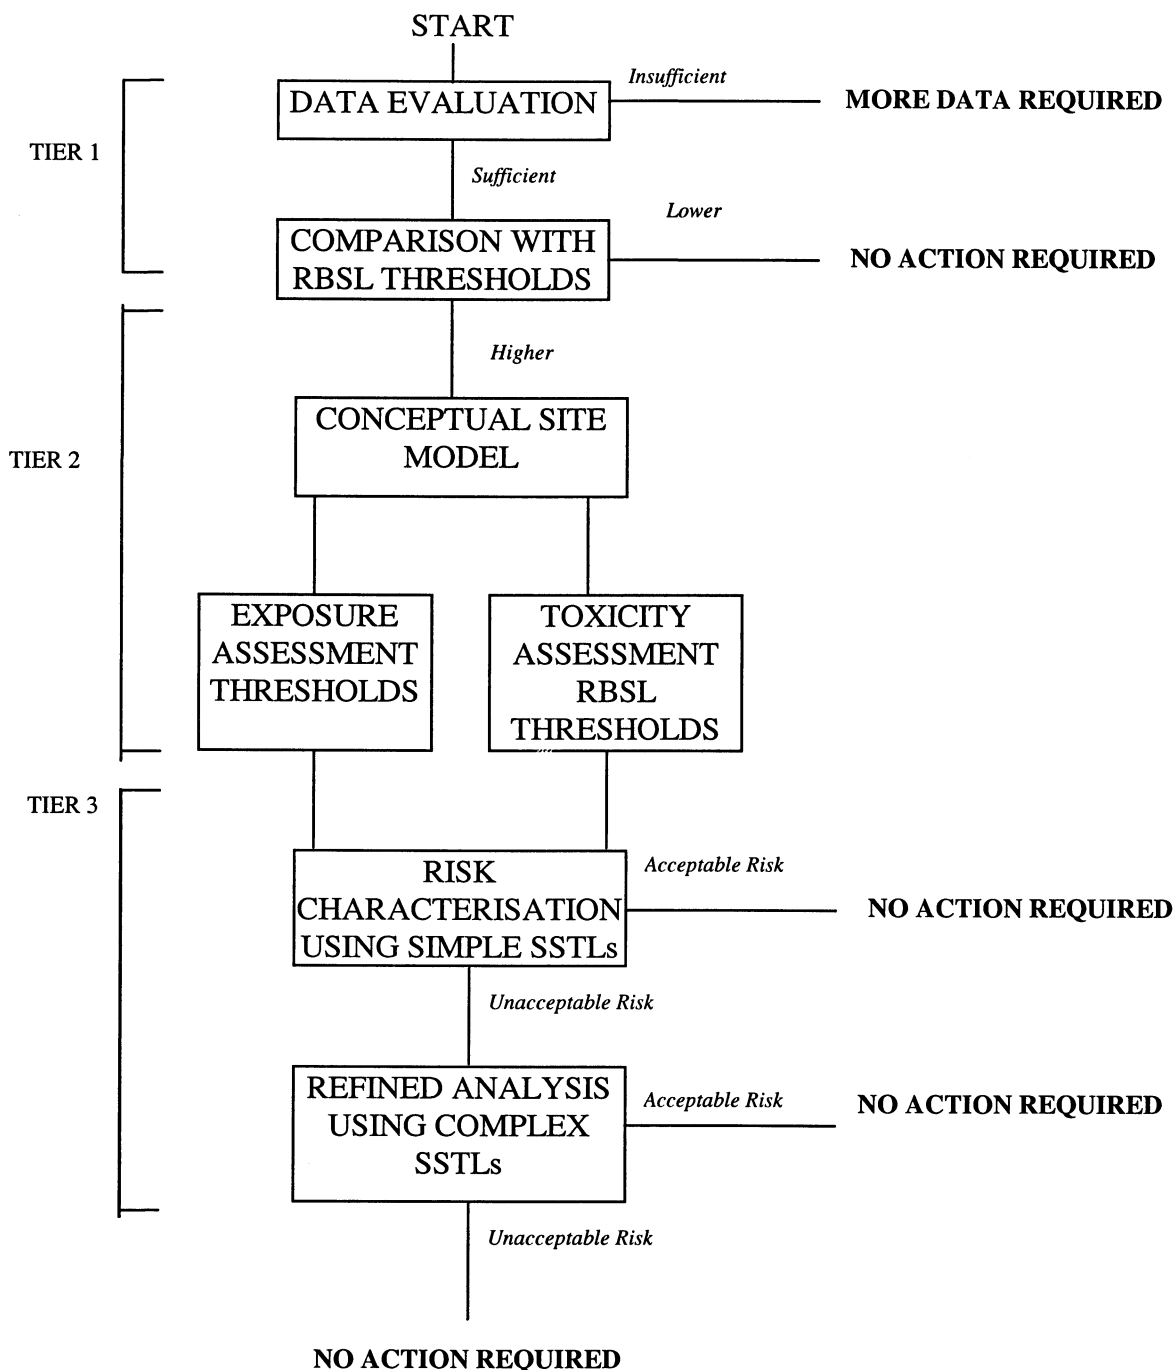 START
Insufficient
DATA EVALUATION
MORE DATA REQUIRED
TIER 1
Sufficient
Lower
COMPARISON WITH
RBSL THRESHOLDS
NO ACTION REQUIRED
Higher
CONCEPTUAL SITE
MODEL
TIER 2
EXPOSURE
ASSESSMENT
THRESHOLDS
TOXICITY
ASSESSMENT
RBSL
THRESHOLDS
TIER 3
RISK
CHARACTERISATION
USING SIMPLE SSTLs
Acceptable Risk
NO ACTION REQUIRED
Unacceptable Risk
REFINED ANALYSIS
USING COMPLEX
SSTLs
Acceptable Risk
NO ACTION REQUIRED
Unacceptable Risk
NO ACTION REQUIRED